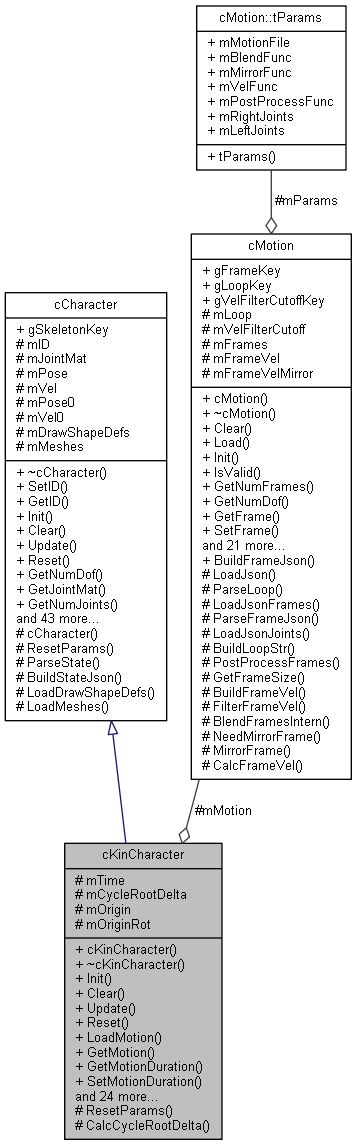 cMotion::tParams
+ mMotionFile
+ mBlendFunc
+ mMirrorFunc
+ mVelFunc
+ mPostProcessFunc
+ mRightJoints
+ mLeftJoints
+ tParams()
#mParams
cMotion
+ gFrameKey
+ gLoopKey
+ gVelFilterCutoffKey
# mLoop
# mVelFilterCutoff
# mFrames
# mFrameVel
# mFrameVelMirror
+ cMotion()
+ ~cMotion()
+ Clear()
+ Load()
+ Init()
+ IsValid()
+ GetNumFrames()
+ GetNumDof()
+ GetFrame()
+ SetFrame()
and 21 more...
+ BuildFrameJson()
# LoadJson()
# ParseLoop()
# LoadJsonFrames()
# ParseFrameJson()
# LoadJsonJoints()
# BuildLoopStr()
# PostProcessFrames()
# GetFrameSize()
# BuildFrameVel()
# FilterFrameVel()
# BlendFramesIntern()
# NeedMirrorFrame()
# MirrorFrame()
# CalcFrameVel()
cCharacter
+ gSkeletonKey
# mID
# mJointMat
# mPose
# mVel
# mPose0
# mVel0
# mDrawShapeDefs
# mMeshes
+ ~cCharacter()
+ SetID()
+ GetID()
+ Init()
+ Clear()
+ Update()
+ Reset()
+ GetNumDof()
+ GetJointMat()
+ GetNumJoints()
and 43 more...
# cCharacter()
# ResetParams()
# ParseState()
# BuildStateJson()
# LoadDrawShapeDefs()
# LoadMeshes()
#mMotion
cKinCharacter
# mTime
# mCycleRootDelta
# mOrigin
# mOriginRot
+ cKinCharacter()
+ ~cKinCharacter()
+ Init()
+ Clear()
+ Update()
+ Reset()
+ LoadMotion()
+ GetMotion()
+ GetMotionDuration()
+ SetMotionDuration()
and 24 more...
# ResetParams()
# CalcCycleRootDelta()